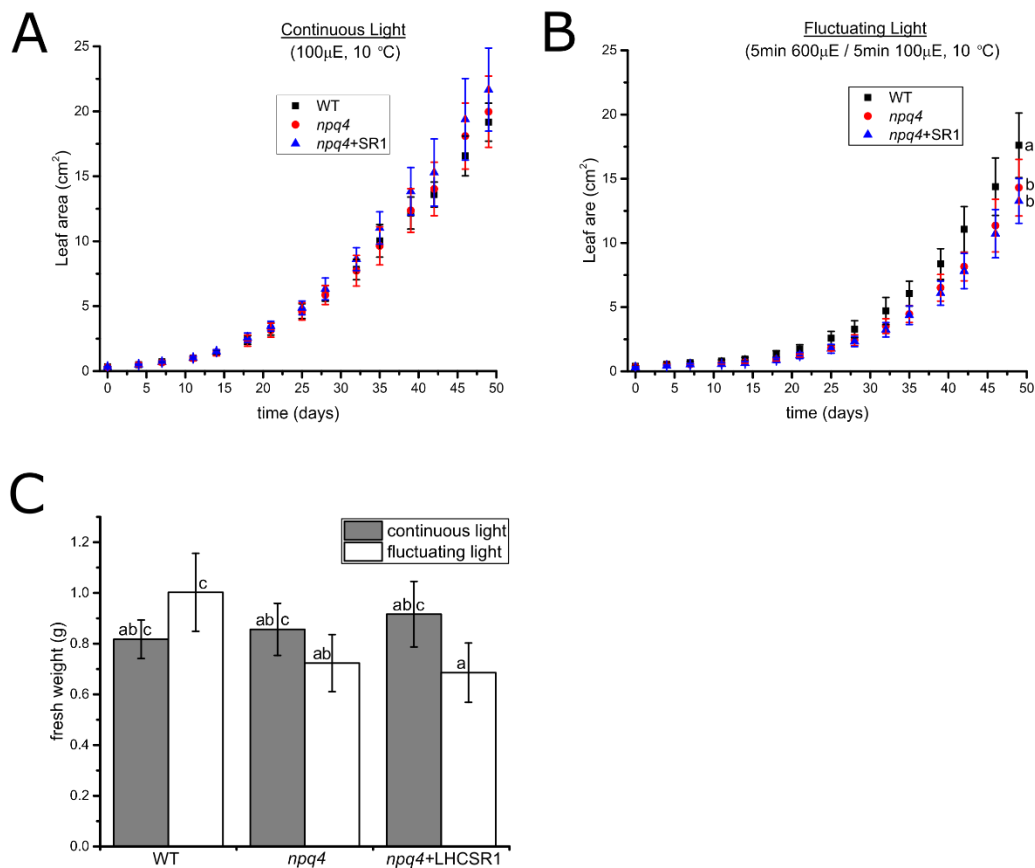 A
Continuous Light
(100μE, 10 °C)
WT
npq4
npq4+SR1
25
20
15
10
5
0
Leaf area (cm²)
0 5 10 15 20 25 30 35 40 45 50
time (days)
B
Fluctuating Light
(5min 600μE / 5min 100μE, 10 °C)
WT
npq4
npq4+SR1
25
20
15
10
5
0
Leaf are (cm²)
a
b
b
0 5 10 15 20 25 30 35 40 45 50
time (days)
C
continuous light
fluctuating light
1.2
1.0
0.8
0.6
0.4
0.2
0.0
fresh weight (g)
ab c
c
ab c
ab
ab c
a
WT npq4 npq4+LHCSR1